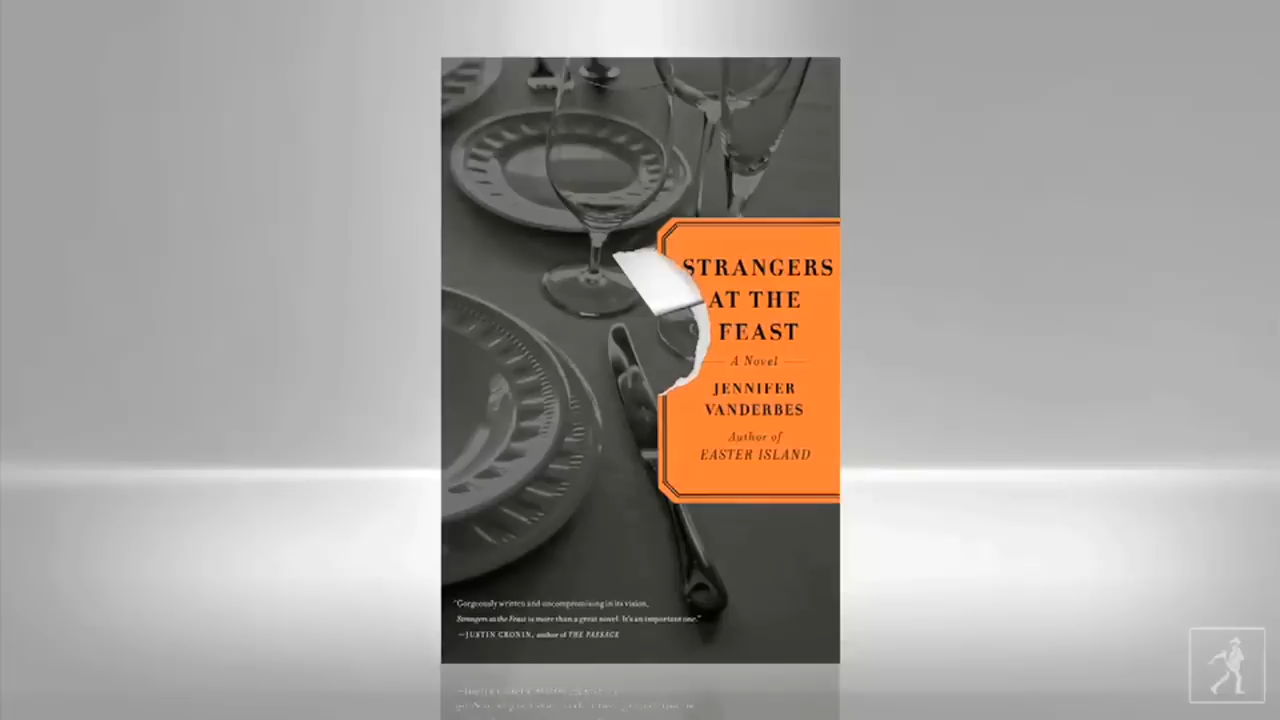 STRANGERS
AT THE
FEAST
A Novel
JENNIFER
VANDERBES
Author of
EASTER ISLAND
"Gorgeously written and uncompromising in its vision,
Strangers at the Feast is more than a great novel. It's an important one."
—JUSTIN CRONIN, author of THE PASSAGE